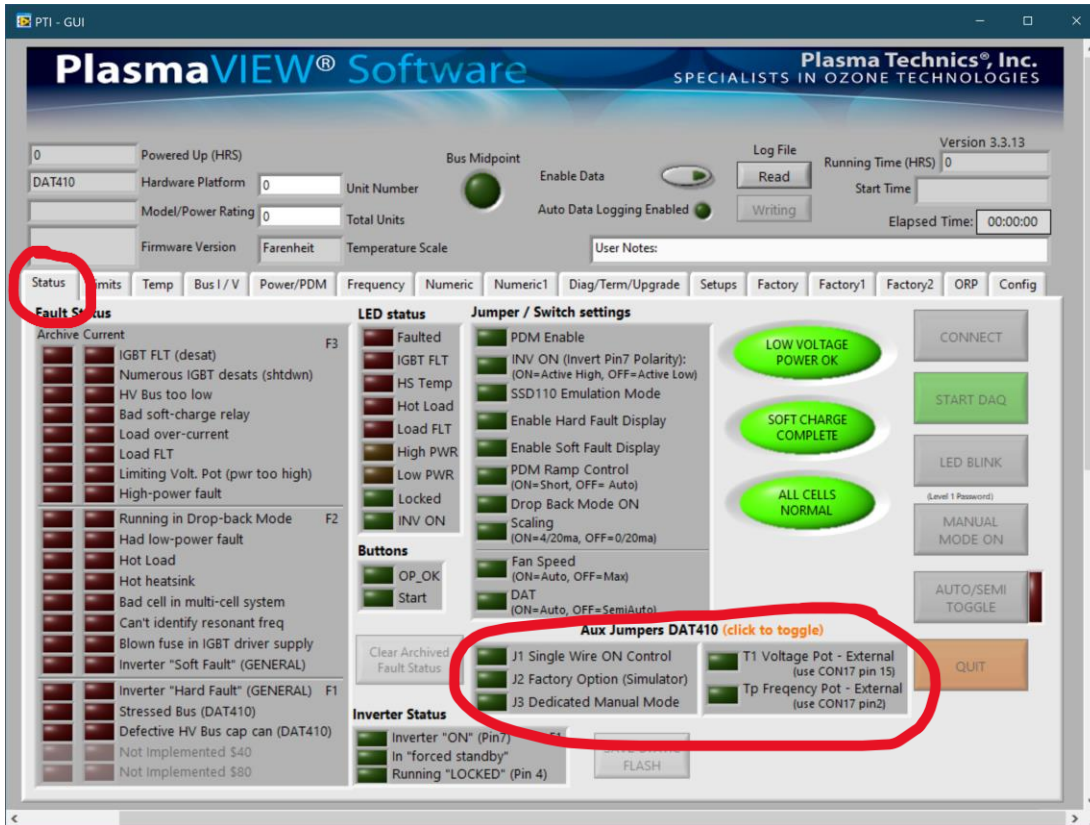 PTI - GUI
PlasmaVIEW® Software
Plasma Technics®, Inc.
SPECIALISTS IN OZONE TECHNOLOGIES
Version 3.3.13
0 Powered Up (HRS)
DAT410 Hardware Platform
Model/Power Rating
Firmware Version
0 Unit Number
0 Total Units
Farenheit Temperature Scale
Bus Midpoint
Enable Data
Auto Data Logging Enabled
Log File
Read
Writing
Running Time (HRS) 0
Start Time
Elapsed Time: 00:00:00
User Notes:
Status Limits Temp Bus I / V Power/PDM Frequency Numeric Numeric1 Diag/Term/Upgrade Setups Factory Factory1 Factory2 ORP Config
Fault Status
Archive Current
F3
IGBT FLT (desat)
Numerous IGBT desats (shtdwn)
HV Bus too low
Bad soft-charge relay
Load over-current
Load FLT
Limiting Volt. Pot (pwr too high)
High-power fault
Running in Drop-back Mode F2
Had low-power fault
Hot Load
Hot heatsink
Bad cell in multi-cell system
Can't identify resonant freq
Blown fuse in IGBT driver supply
Inverter "Soft Fault" (GENERAL)
Inverter "Hard Fault" (GENERAL) F1
Stressed Bus (DAT410)
Defective HV Bus cap can (DAT410)
Not Implemented $40
Not Implemented $80
LED status
Faulted
IGBT FLT
HS Temp
Hot Load
Load FLT
High PWR
Low PWR
Locked
INV ON
Buttons
OP_OK
Start
Clear Archived
Fault Status
Inverter Status
Inverter "ON" (Pin7)
In "forced standby"
Running "LOCKED" (Pin 4)
Jumper / Switch settings
PDM Enable
INV ON (Invert Pin7 Polarity):
(ON=Active High, OFF=Active Low)
SSD110 Emulation Mode
Enable Hard Fault Display
Enable Soft Fault Display
PDM Ramp Control
(ON=Short, OFF= Auto)
Drop Back Mode ON
Scaling
(ON=4/20ma, OFF=0/20ma)
Fan Speed
(ON=Auto, OFF=Max)
DAT
(ON=Auto, OFF=SemiAuto)
Aux Jumpers DAT410 (click to toggle)
J1 Single Wire ON Control
J2 Factory Option (Simulator)
J3 Dedicated Manual Mode
T1 Voltage Pot - External
(use CON17 pin 15)
Tp Freqency Pot - External
(use CON17 pin2)
FLASH
LOW VOLTAGE
POWER OK
SOFT CHARGE
COMPLETE
ALL CELLS
NORMAL
CONNECT
START DAQ
LED BLINK
(Level 1 Password)
MANUAL
MODE ON
AUTO/SEMI
TOGGLE
QUIT